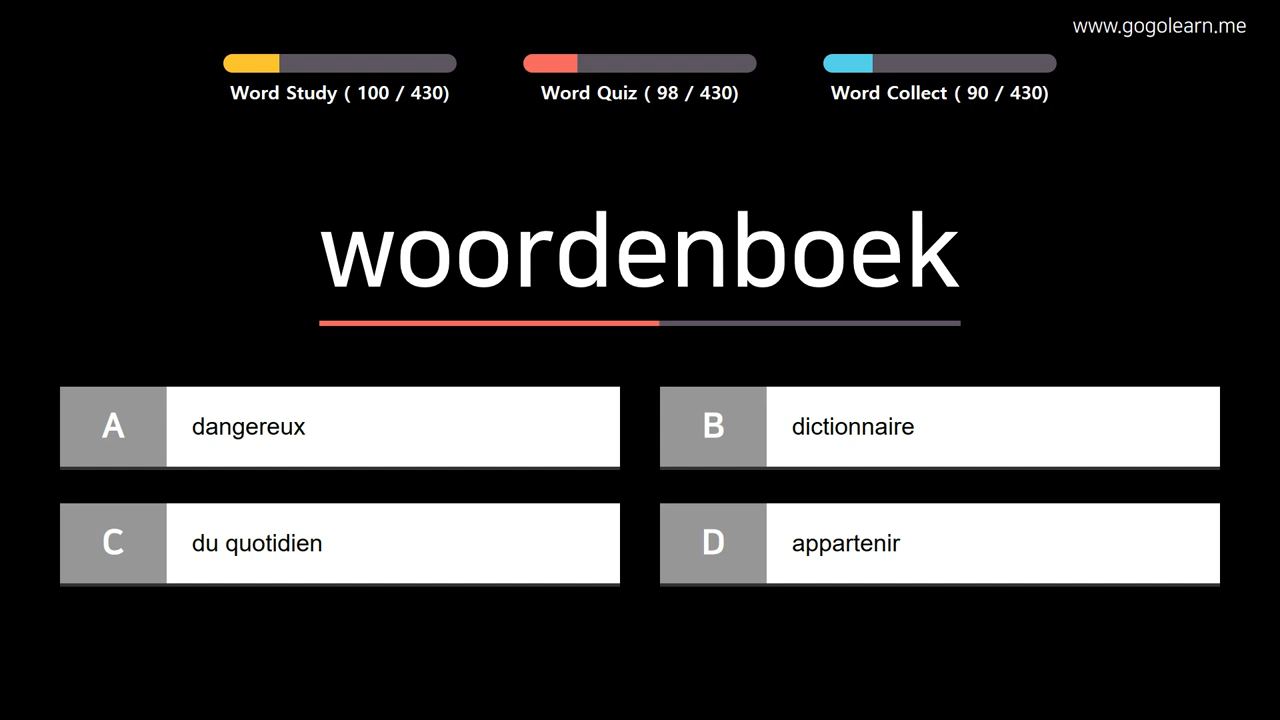 www.gogolearn.me
Word Study ( 100 / 430)
Word Quiz ( 98 / 430)
Word Collect ( 90 / 430)
woordenboek
A dangereux
B dictionnaire
C du quotidien
D appartenir